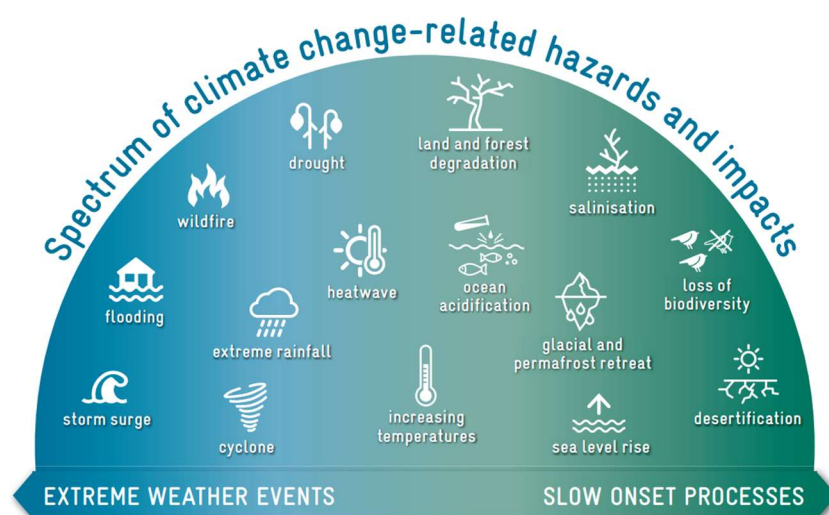 Spectrum of climate change-related hazards and impacts
drought
land and forest
degradation
wildfire
salinisation
heatwave
ocean
acidification
loss of
biodiversity
flooding
extreme rainfall
glacial and
permafrost retreat
storm surge
cyclone
increasing
temperatures
sea level rise
desertification
EXTREME WEATHER EVENTS
SLOW ONSET PROCESSES